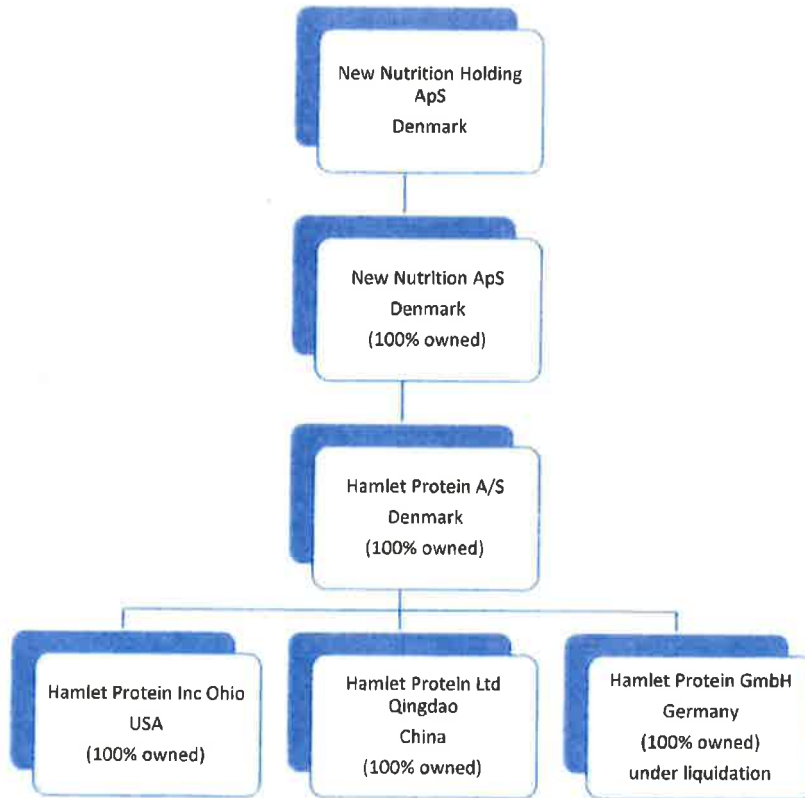 New Nutrition Holding
ApS
Denmark
New Nutrition ApS
Denmark
(100% owned)
Hamlet Protein A/S
Denmark
(100% owned)
Hamlet Protein Inc Ohio
USA
(100% owned)
Hamlet Protein Ltd
Qingdao
China
(100% owned)
Hamlet Protein GmbH
Germany
(100% owned)
under liquidation